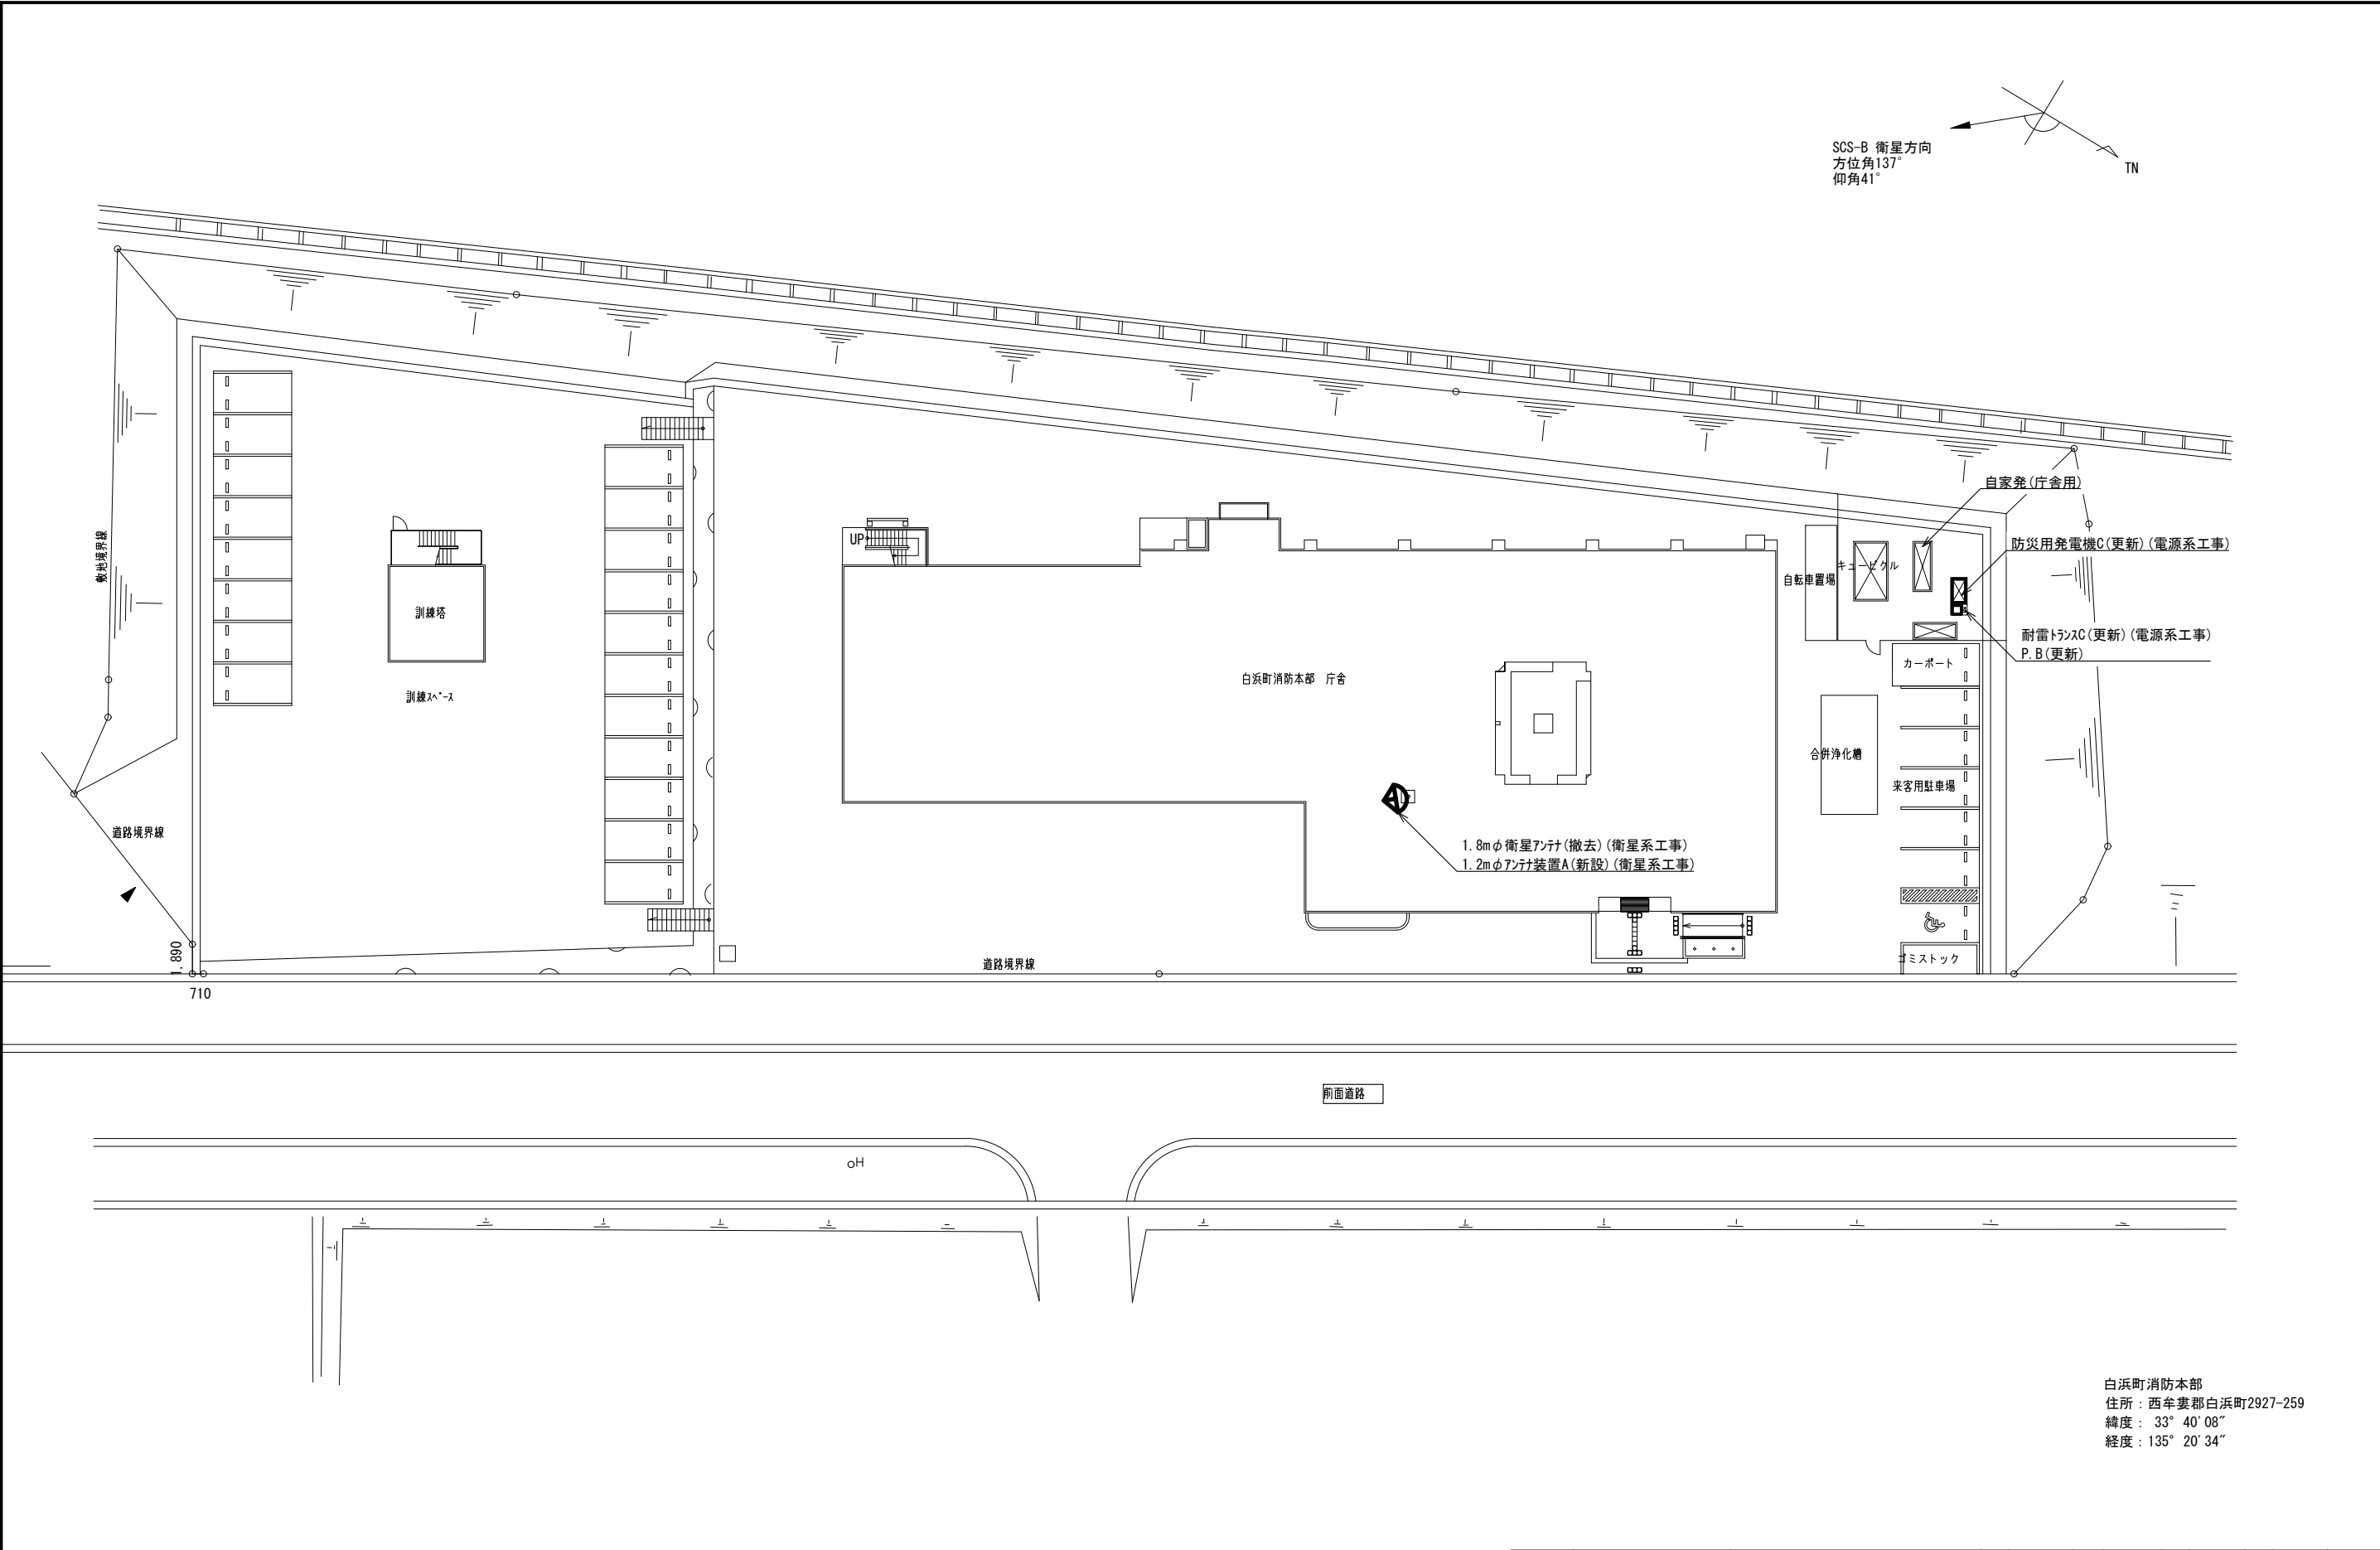 SCS-B 衛星方向
方位角137°
仰角41°
TN
自家発(庁舎用)
敷地境界線
UP
防災用発電機C(更新)(電源系工事)
キュービクル
自転車置場
訓練塔
耐雷トランスC(更新)(電源系工事)
P.B(更新)
カーポート
白浜町消防本部 庁舎
訓練スペース
合併浄化槽
来客用駐車場
道路境界線
1.8mφ衛星アンテナ(撤去)(衛星系工事)
1.2mφアンテナ装置A(新設)(衛星系工事)
1.890
道路境界線
ゴミストック
710
前面道路
H
白浜町消防本部
住所：西牟婁郡白浜町2927-259
緯度： 33° 40' 08″
経度：135° 20' 34″